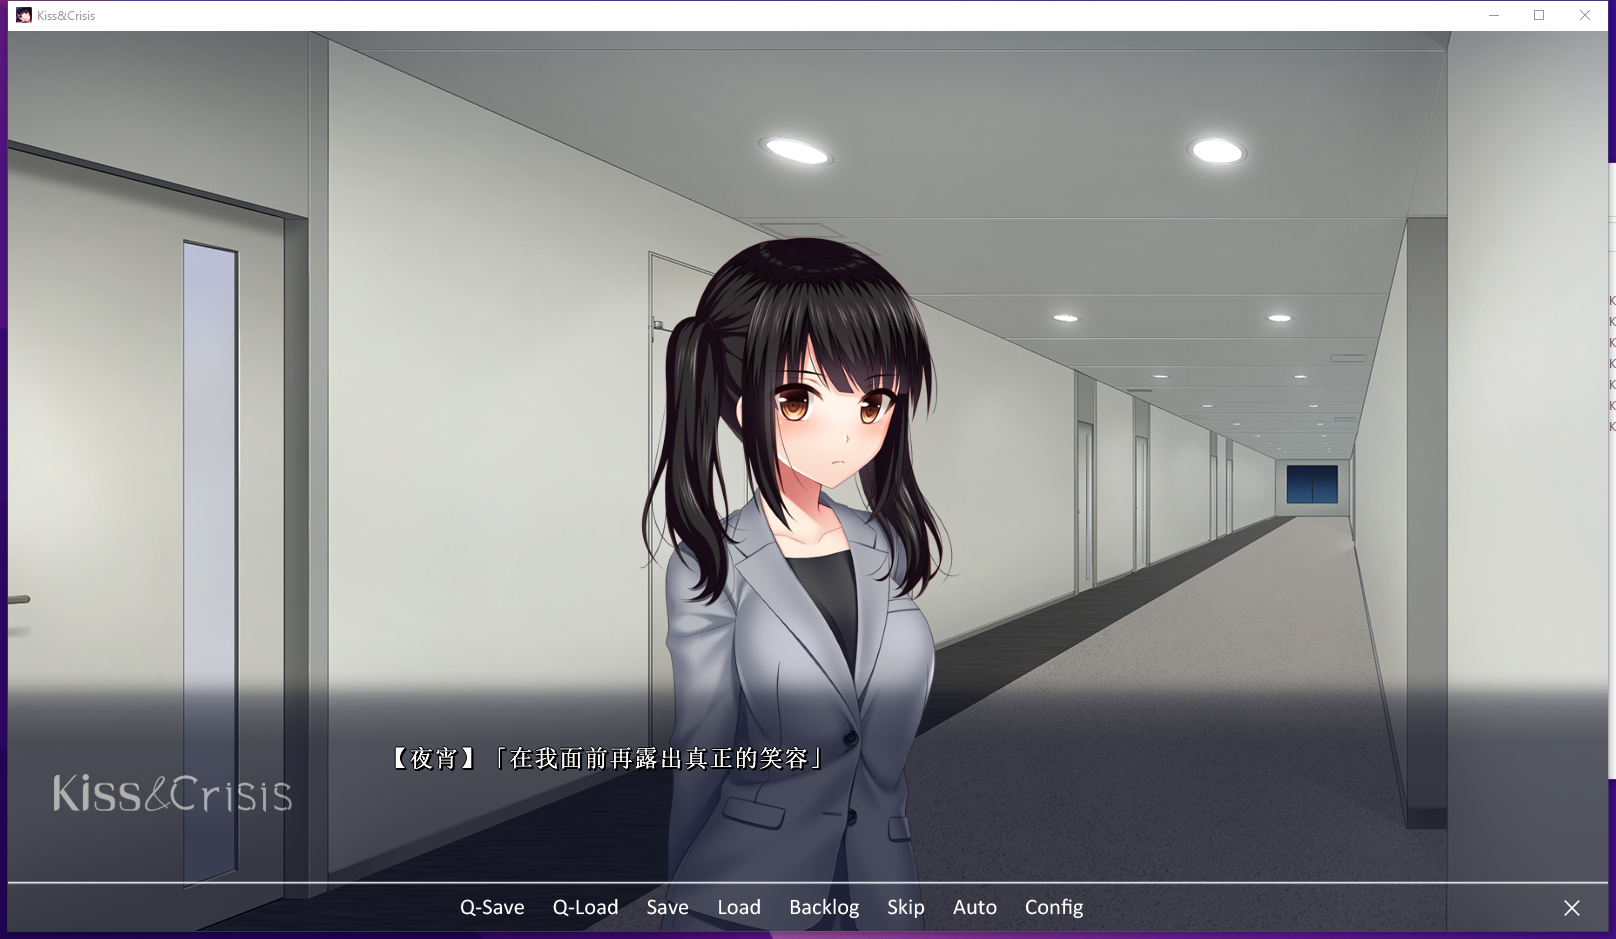 Kiss&Crisis
【夜宵】「在我面前再露出真正的笑容」
Kiss&Crisis
Q-Save Q-Load Save Load Backlog Skip Auto Config
K
K
K
K
K
K
K